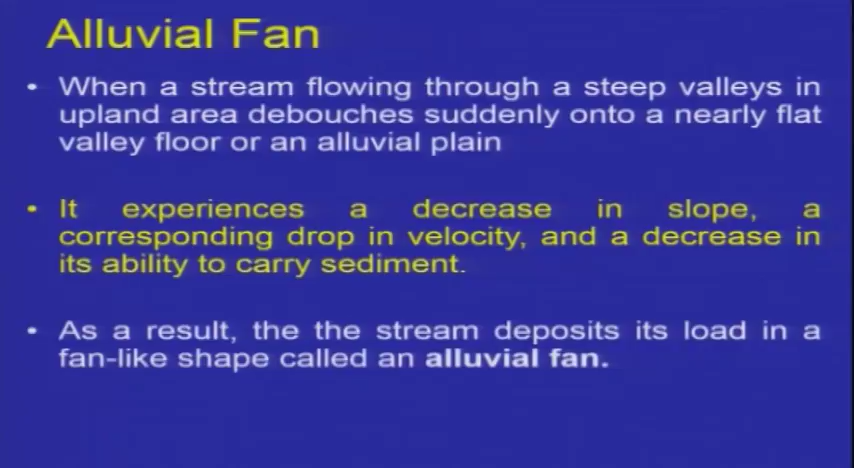 Alluvial Fan
• When a stream flowing through a steep valleys in
upland area debouches suddenly onto a nearly flat
valley floor or an alluvial plain
• It experiences a decrease in slope, a
corresponding drop in velocity, and a decrease in
its ability to carry sediment.
• As a result, the the stream deposits its load in a
fan-like shape called an alluvial fan.